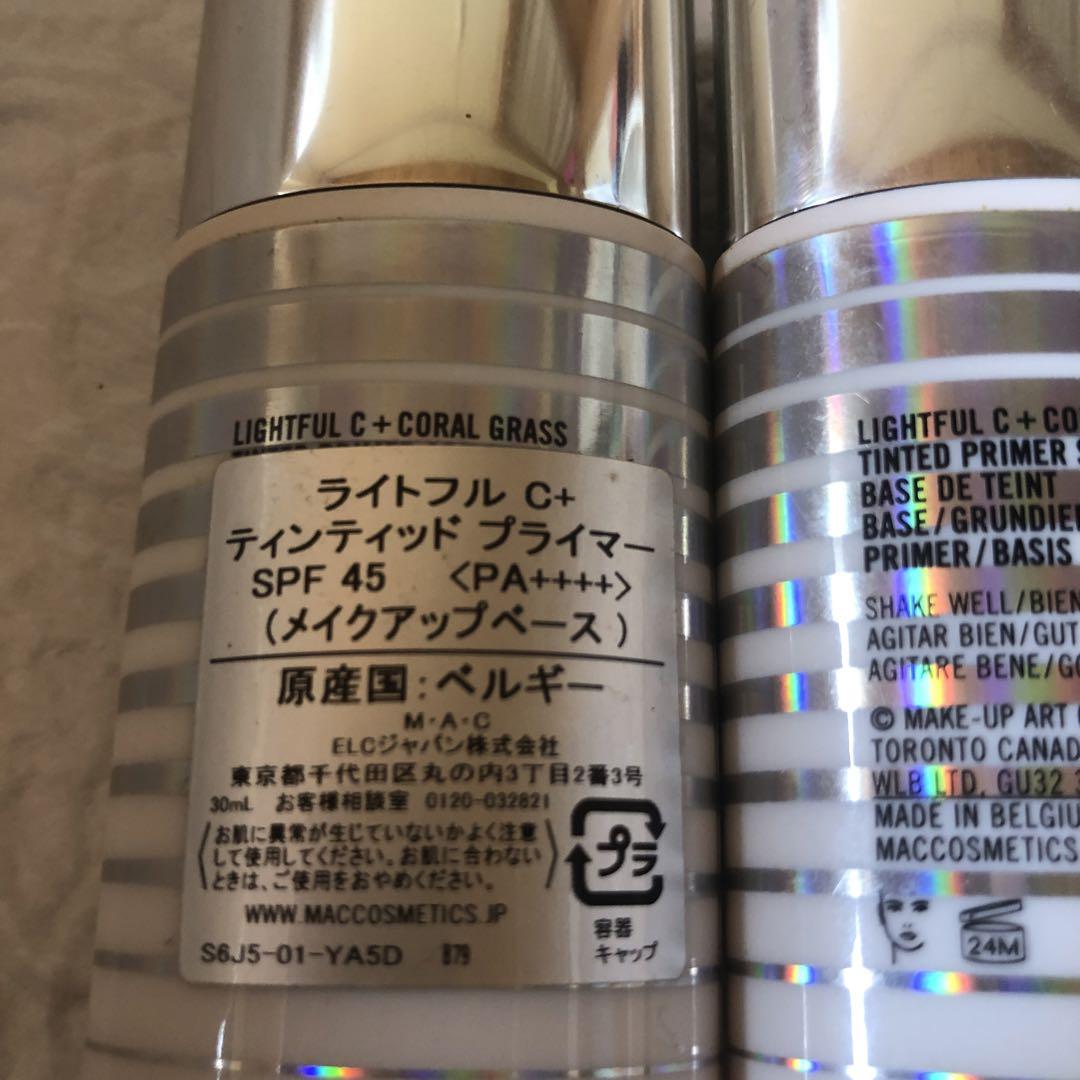 LIGHTFUL C + CORAL GRASS
ライトフル C+
ティンティッド プライマー
SPF 45 〈PA++++〉
(メイクアップベース)
原産国:ベルギー
M・A・C
ELCジャパン株式会社
東京都千代田区丸の内3丁目2番3号
30mL お客様相談室 0120-032821
お肌に異常が生じていないかよく注意
して使用してください。お肌に合わない
ときは、ご使用をおやめください。
WWW.MACCOSMETICS.JP
S6J5-01-YA5D B79
プラ
容器
キャップ
LIGHTFUL C + CO
TINTED PRIMER S
BASE DE TEINT
BASE/GRUNDIE
PRIMER/BASIS
SHAKE WELL/BIEN
AGITAR BIEN/GUT
AGITARE BENE/GO
© MAKE-UP ART
TORONTO CANAD
WLB LTD. GU32 3
MADE IN BELGIU
MACCOSMETICS
24M